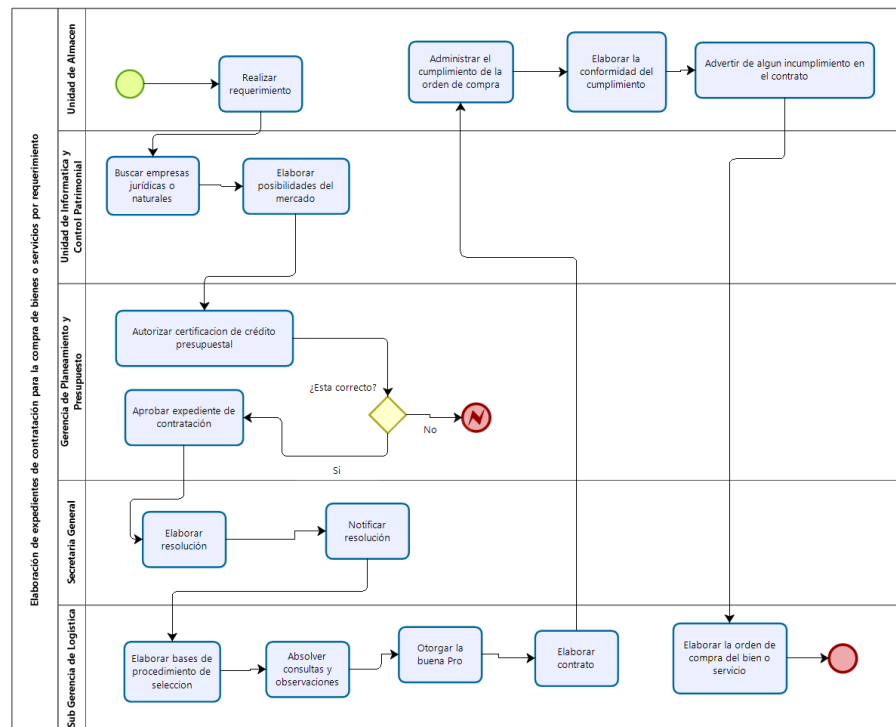 Elaboración de expedientes de contratación para la compra de bienes o servicios por requerimiento
Unidad de Almacen
Realizar
requerimiento
Administrar el
cumplimiento de la
orden de compra
Elaborar la
conformidad del
cumplimiento
Advertir de algun incumplimiento en
el contrato
Unidad de Informatica y
Control Patrimonial
Buscar empresas
jurídicas o
naturales
Elaborar
posibilidades del
mercado
Gerencia de Planeamiento y
Presupuesto
Autorizar certificacion de crédito
presupuestal
¿Esta correcto?
No
Si
Aprobar expediente de
contratación
Secretaria General
Elaborar
resolución
Notificar
resolución
Sub Gerencia de Logistica
Elaborar bases de
procedimiento de
seleccion
Absolver
consultas y
observaciones
Otorgar la
buena Pro
Elaborar
contrato
Elaborar la orden de
compra del bien o
servicio